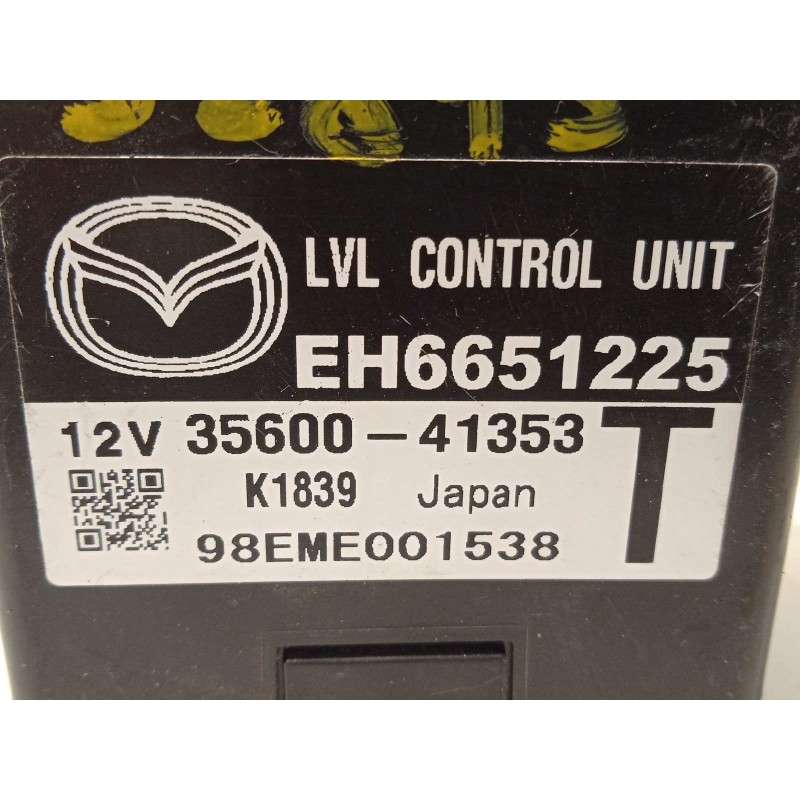 LVL CONTROL UNIT
EH6651225
12V 35600-41353 T
K1839 Japan
98EME001538